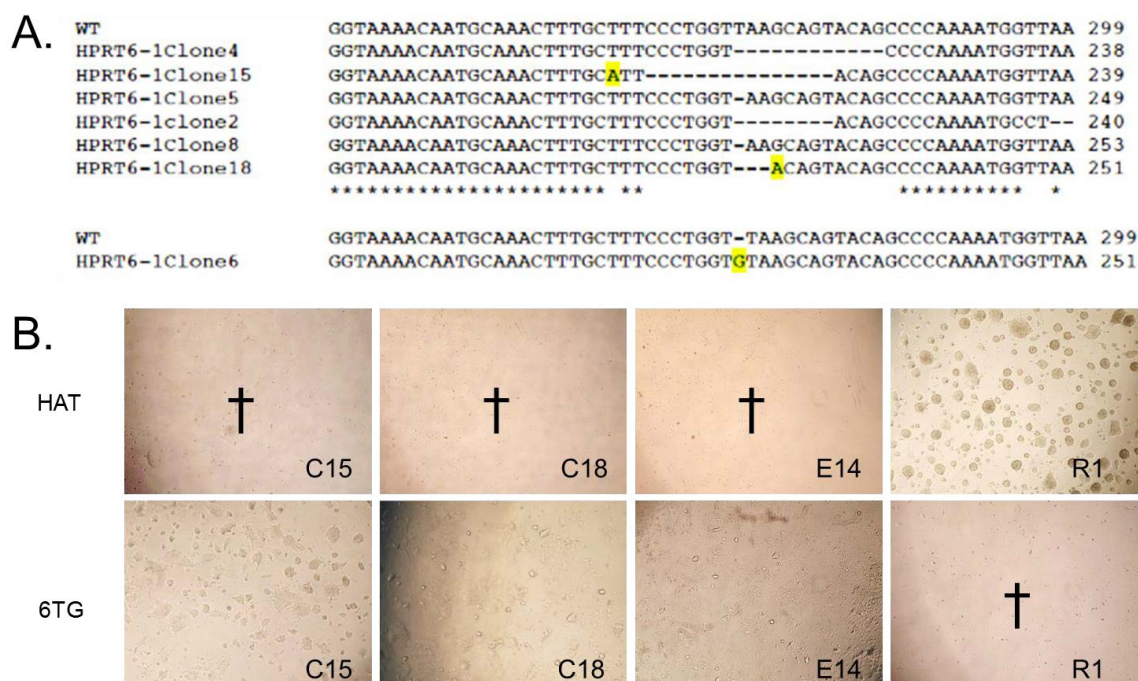 A.
WT GGTAAAACAATGCAAACTTTGCTTTCCCTGGTTAAGCAGTACAGCCCCAAAATGGTTAA 299
HPRT6-1Clone4 GGTAAAACAATGCAAACTTTGCTTTCCCTGGT------------CCCCAAAATGGTTAA 238
HPRT6-1Clone15 GGTAAAACAATGCAAACTTTGCATT---------------ACAGCCCCAAAATGGTTAA 239
HPRT6-1Clone5 GGTAAAACAATGCAAACTTTGCTTTCCCTGGT-AAGCAGTACAGCCCCAAAATGGTTAA 249
HPRT6-1Clone2 GGTAAAACAATGCAAACTTTGCTTTCCCTGGT--------ACAGCCCCAAAATGCCT-- 240
HPRT6-1Clone8 GGTAAAACAATGCAAACTTTGCTTTCCCTGGT-AAGCAGTACAGCCCCAAAATGGTTAA 253
HPRT6-1Clone18 GGTAAAACAATGCAAACTTTGCTTTCCCTGGT---ACAGTACAGCCCCAAAATGGTTAA 251
********************** ** ********** *
WT GGTAAAACAATGCAAACTTTGCTTTCCCTGGT-TAAGCAGTACAGCCCCAAAATGGTTAA 299
HPRT6-1Clone6 GGTAAAACAATGCAAACTTTGCTTTCCCTGGTGTAAGCAGTACAGCCCCAAAATGGTTAA 251
B.
HAT
C15
C18
E14
R1
6TG
C15
C18
E14
R1